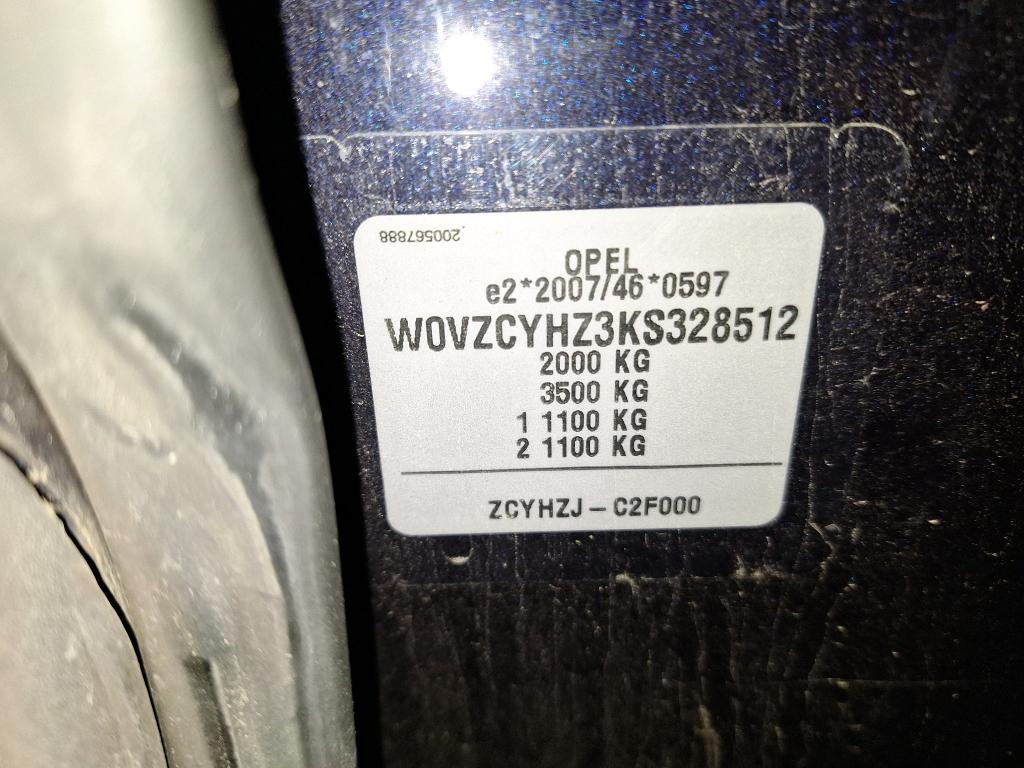 .200567888
OPEL
e2*2007/46*0597
W0VZCYHZ3KS328512
2000 KG
3500 KG
1 1100 KG
2 1100 KG
ZCYHZJ – C2F000